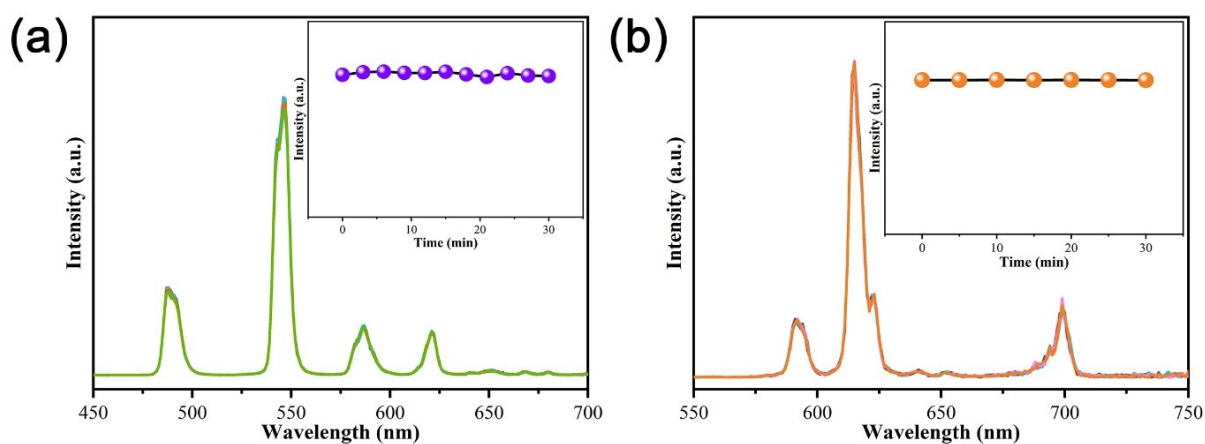 (a)
Intensity (a.u.)
Intensity (a.u.)
0 10 20 30
Time (min)
450 500 550 600 650 700
Wavelength (nm)
(b)
Intensity (a.u.)
Intensity (a.u.)
0 10 20 30
Time (min)
550 600 650 700 750
Wavelength (nm)